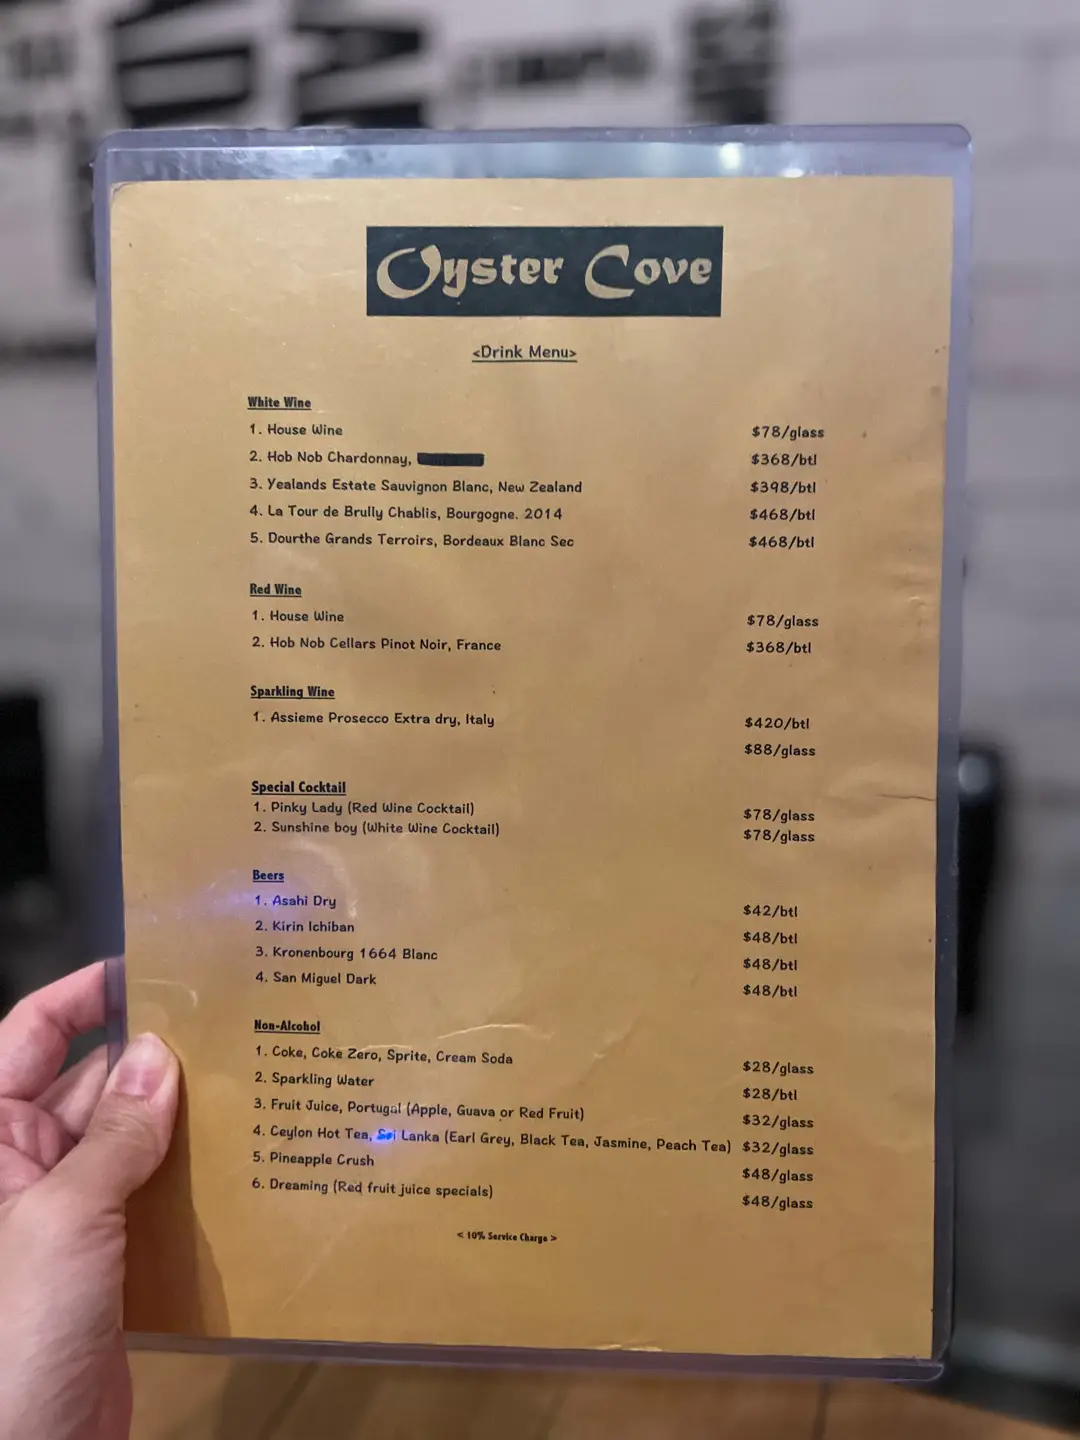 Oyster Cove
<Drink Menu>
White Wine
1. House Wine $78/glass
2. Hob Nob Chardonnay, $368/btl
3. Yealands Estate Sauvignon Blanc, New Zealand $398/btl
4. La Tour de Brully Chablis, Bourgogne. 2014 $468/btl
5. Dourthe Grands Terroirs, Bordeaux Blanc Sec $468/btl
Red Wine
1. House Wine $78/glass
2. Hob Nob Cellars Pinot Noir, France $368/btl
Sparkling Wine
1. Assieme Prosecco Extra dry, Italy $420/btl
$88/glass
Special Cocktail
1. Pinky Lady (Red Wine Cocktail) $78/glass
2. Sunshine boy (White Wine Cocktail) $78/glass
Beers
1. Asahi Dry $42/btl
2. Kirin Ichiban $48/btl
3. Kronenbourg 1664 Blanc $48/btl
4. San Miguel Dark $48/btl
Non-Alcohol
1. Coke, Coke Zero, Sprite, Cream Soda $28/glass
2. Sparkling Water $28/btl
3. Fruit Juice, Portugal (Apple, Guava or Red Fruit) $32/glass
4. Ceylon Hot Tea, Sri Lanka (Earl Grey, Black Tea, Jasmine, Peach Tea) $32/glass
5. Pineapple Crush $48/glass
6. Dreaming (Red fruit juice specials) $48/glass
< 10% Service Charge >